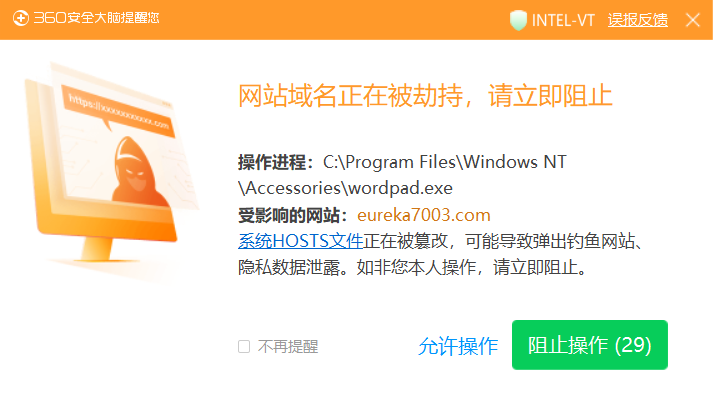 360安全大脑提醒您
INTEL-VT 误报反馈
https://xxxxxxxxxxx.com
网站域名正在被劫持，请立即阻止
操作进程：C:\Program Files\Windows NT
\Accessories\wordpad.exe
受影响的网站：eureka7003.com
系统HOSTS文件正在被篡改，可能导致弹出钓鱼网站、
隐私数据泄露。如非您本人操作，请立即阻止。
不再提醒
允许操作
阻止操作 (29)